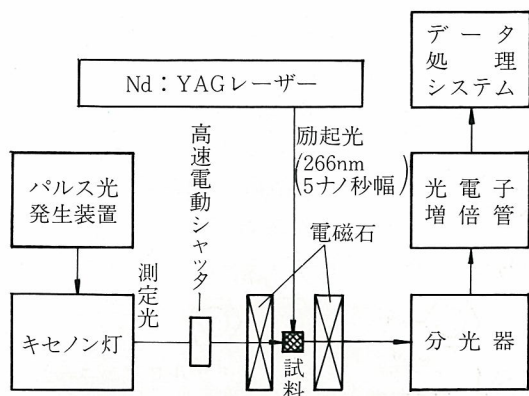 Nd：YAGレーザー
データ
処理
システム
励起光
(266nm
5ナノ秒幅)
高速電動シャッター
パルス光
発生装置
光電子
増倍管
電磁石
測定光
キセノン灯
試料
分光器